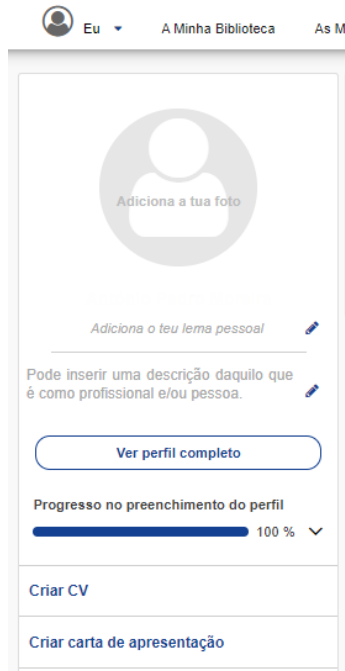 Eu A Minha Biblioteca As M
Adiciona a tua foto
Adiciona o teu lema pessoal
Pode inserir uma descrição daquilo que
é como profissional e/ou pessoa.
Ver perfil completo
Progresso no preenchimento do perfil
100 %
Criar CV
Criar carta de apresentação